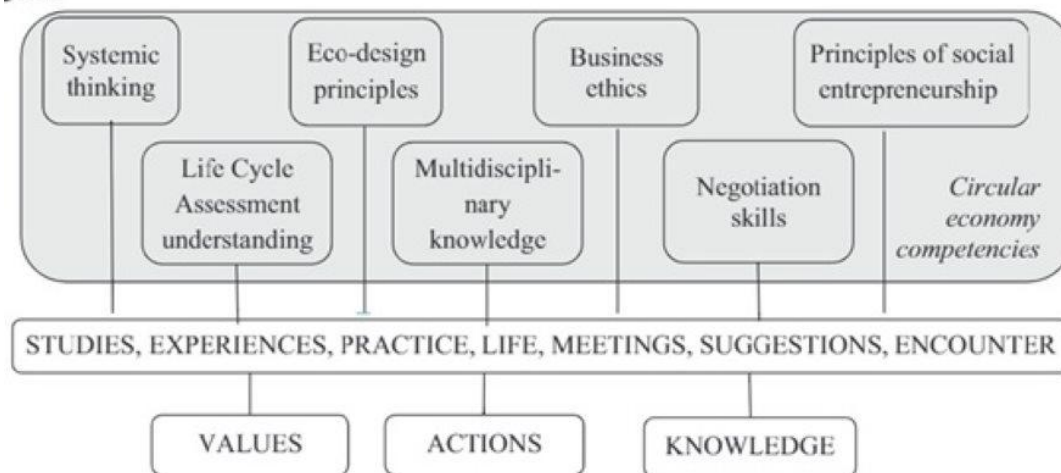 Systemic
thinking
Eco-design
principles
Business
ethics
Principles of social
entrepreneurship
Life Cycle
Assessment
understanding
Multidiscipli-
nary
knowledge
Negotiation
skills
Circular
economy
competencies
STUDIES, EXPERIENCES, PRACTICE, LIFE, MEETINGS, SUGGESTIONS, ENCOUNTER
VALUES
ACTIONS
KNOWLEDGE